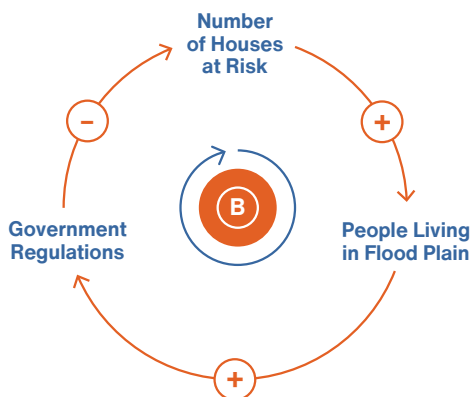 Number
of Houses
at Risk
–
+
B
Government
Regulations
People Living
in Flood Plain
+